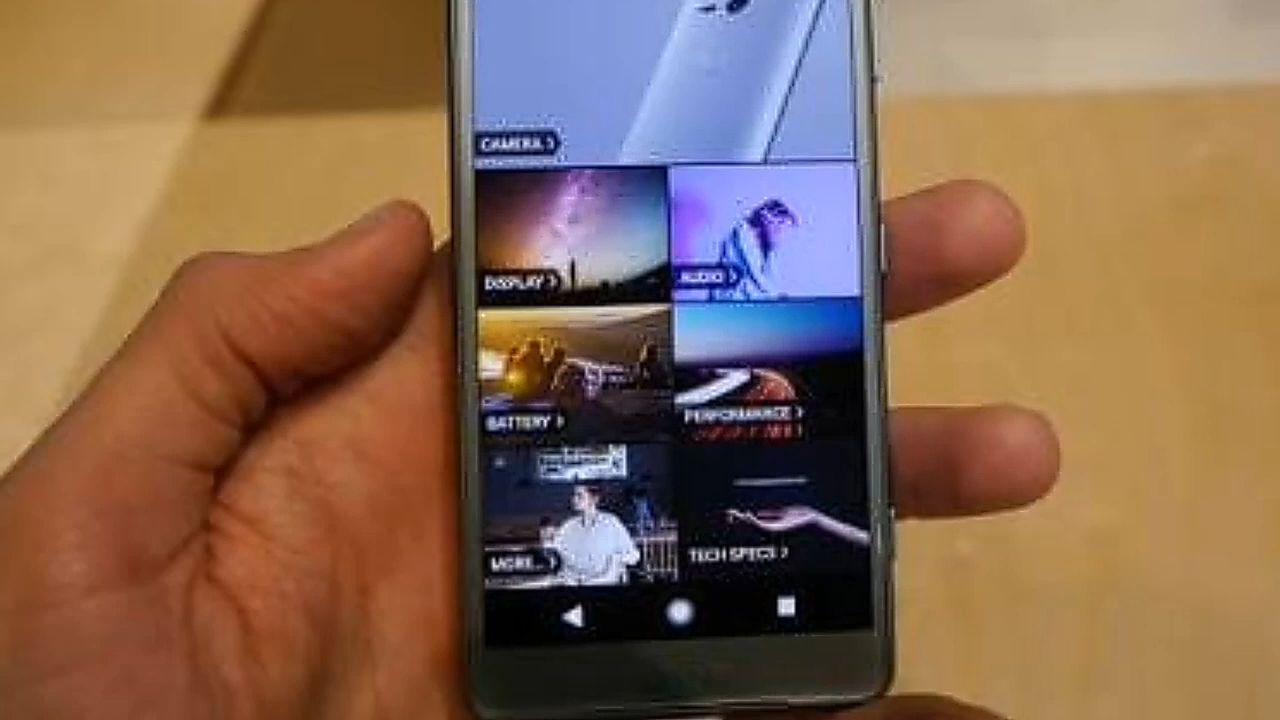 CAMERA >
DISPLAY >
AUDIO >
BATTERY >
PERFORMANCE >
MORE... >
TECH SPECS >